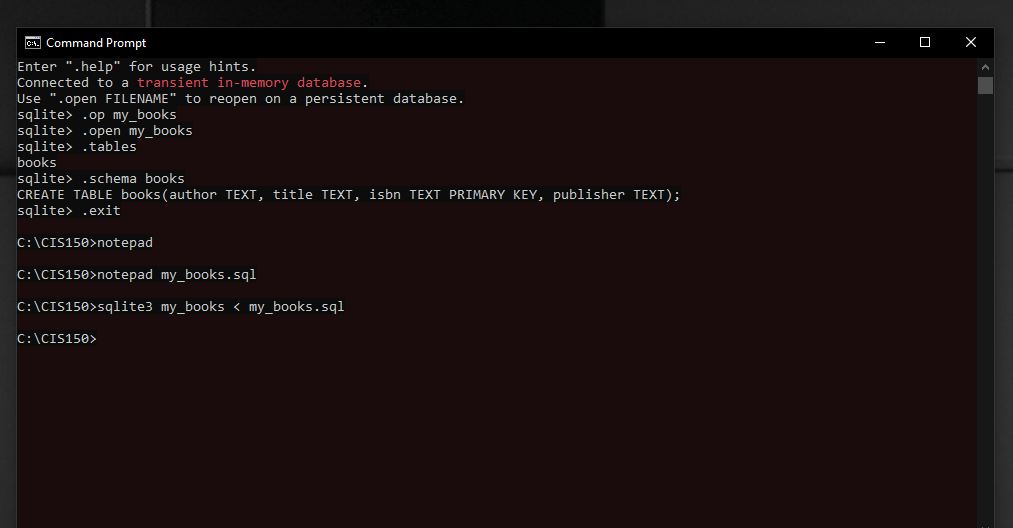 Command Prompt
Enter ".help" for usage hints.
Connected to a transient in-memory database.
Use ".open FILENAME" to reopen on a persistent database.
sqlite> .op my_books
sqlite> .open my_books
sqlite> .tables
books
sqlite> .schema books
CREATE TABLE books(author TEXT, title TEXT, isbn TEXT PRIMARY KEY, publisher TEXT);
sqlite> .exit
C:\CIS150>notepad
C:\CIS150>notepad my_books.sql
C:\CIS150>sqlite3 my_books < my_books.sql
C:\CIS150>